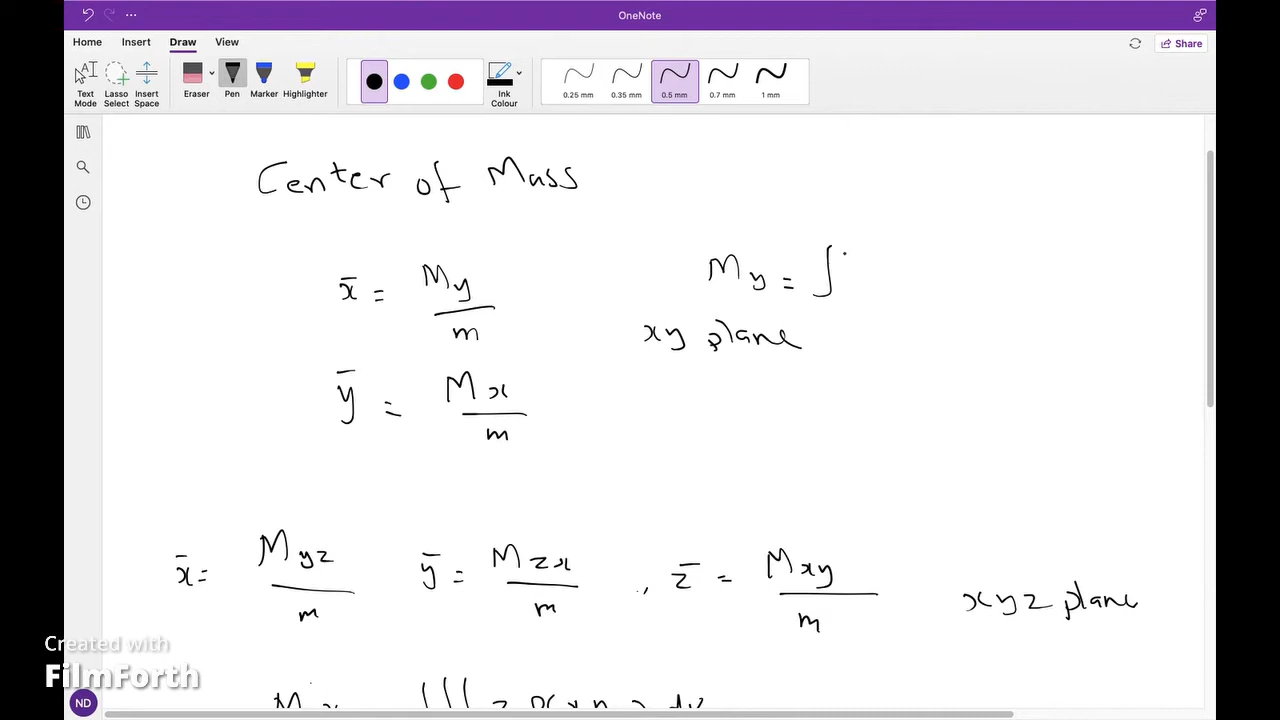 OneNote
Home Insert Draw View
Share
Text Mode Lasso Select Insert Space Eraser Pen Marker Highlighter Ink Colour 0.25 mm 0.35 mm 0.5 mm 0.7 mm 1 mm
Center of Mass
x̄ = My / m
My = ∫
xy plane
ȳ = Mx / m
x̄ = Myz / m ȳ = Mzx / m , z̄ = Mxy / m xyz plane
Created with
FilmForth
ND
∫∫∫ z